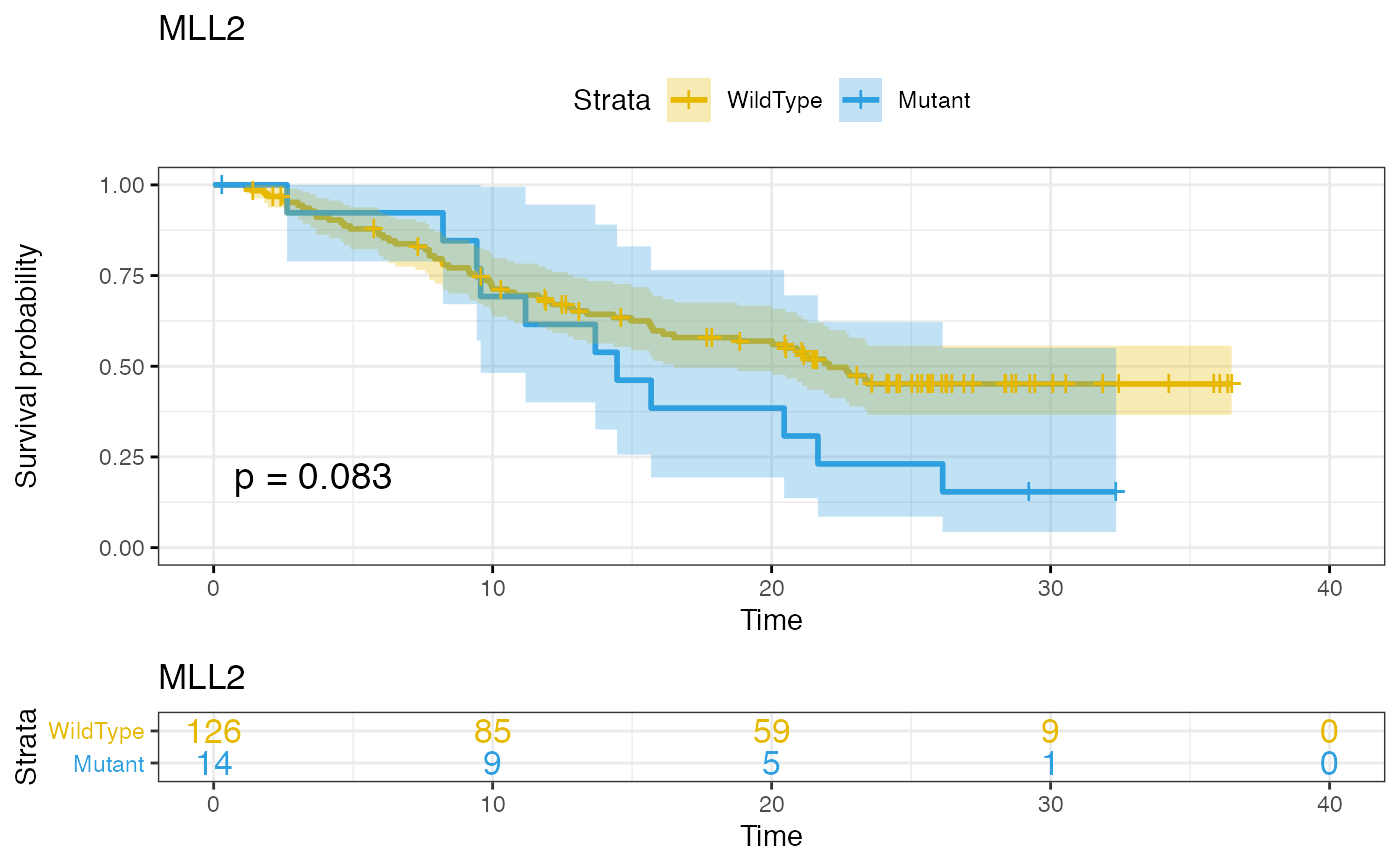 MLL2
Strata WildType Mutant
Survival probability
1.00
0.75
0.50
0.25
0.00
p = 0.083
0 10 20 30 40
Time
MLL2
Strata
WildType 126 85 59 9 0
Mutant 14 9 5 1 0
0 10 20 30 40
Time